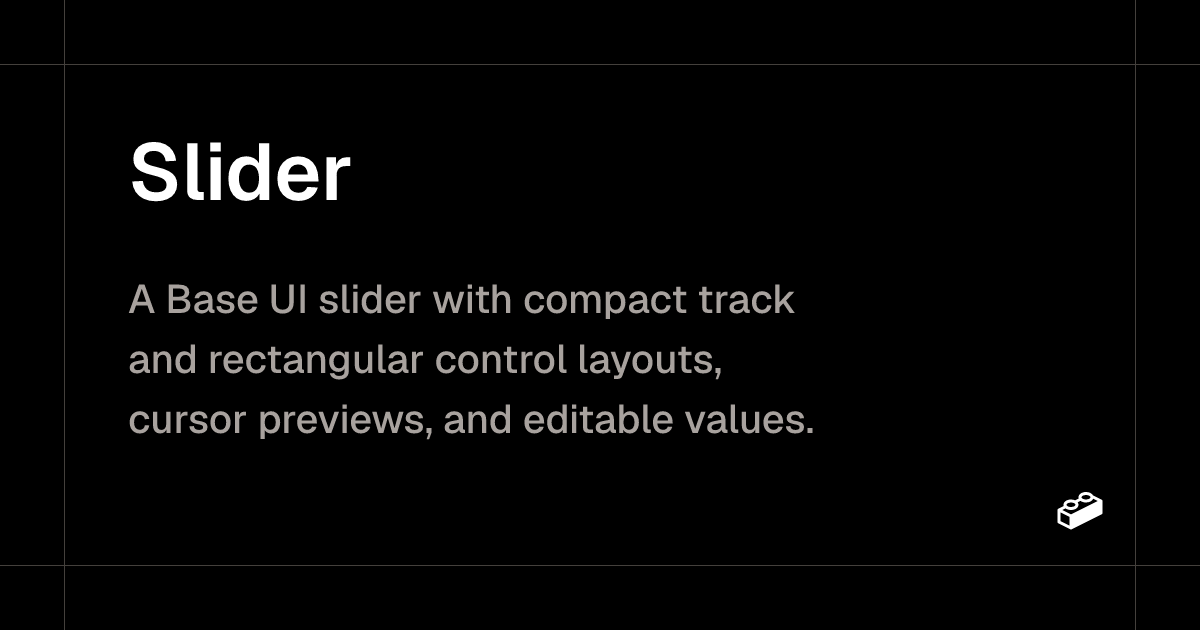 Slider
A Base UI slider with compact track
and rectangular control layouts,
cursor previews, and editable values.